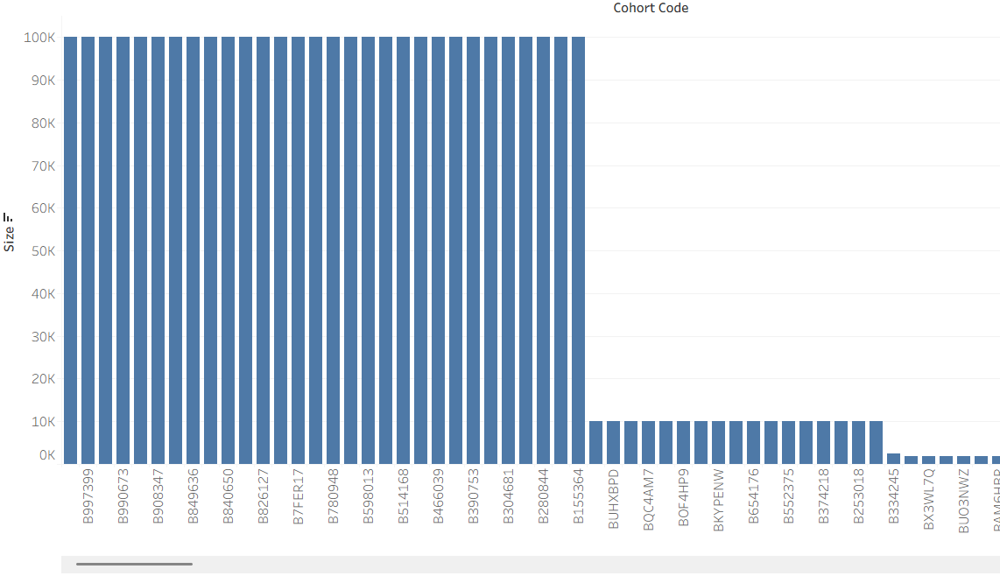 Cohort Code
100K
90K
80K
70K
60K
50K
40K
30K
20K
10K
0K
Size
B997399
B990673
B908347
B849636
B840650
B826127
B7FER17
B780948
B598013
B514168
B466039
B390753
B304681
B280844
B155364
BUHXBPD
BQC4AM7
B0F4HP9
BKYPENW
B654176
B552375
B374218
B253018
B334245
BX3WL7Q
BUO3NWZ